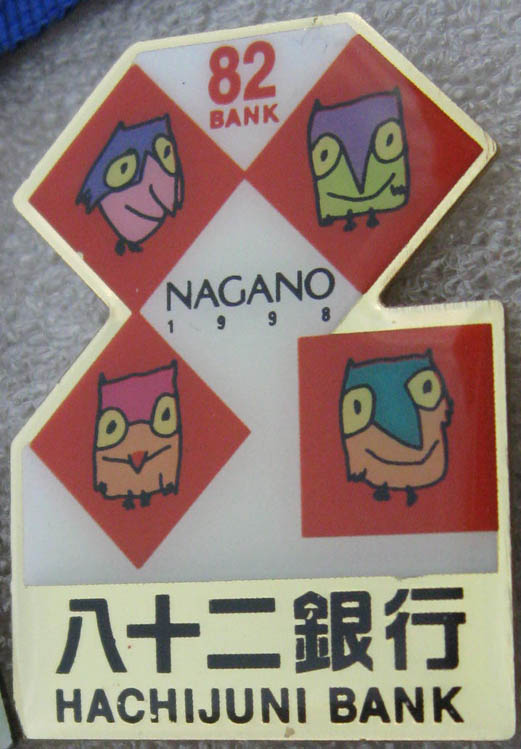 82
BANK
NAGANO
1998
八十二銀行
HACHIJUNI BANK